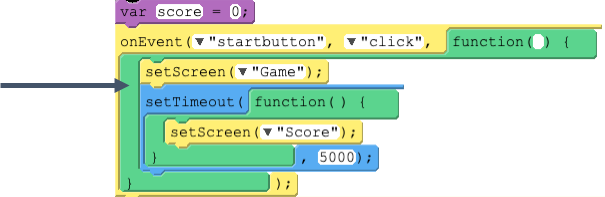 var score = 0;
onEvent(▼"startbutton", ▼"click", function( ) {
setScreen(▼"Game");
setTimeout( function() {
setScreen(▼"Score");
} , 5000);
} );